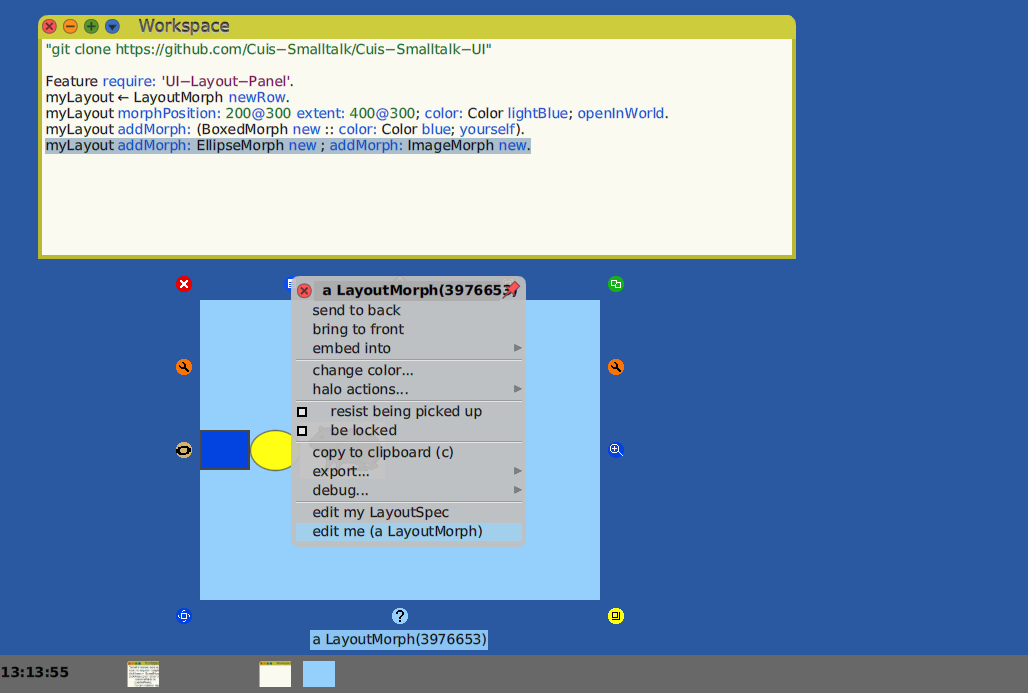 Workspace
"git clone https://github.com/Cuis-Smalltalk/Cuis-Smalltalk-UI"
Feature require: 'UI-Layout-Panel'.
myLayout ← LayoutMorph newRow.
myLayout morphPosition: 200@300 extent: 400@300; color: Color lightBlue; openInWorld.
myLayout addMorph: (BoxedMorph new :: color: Color blue; yourself).
myLayout addMorph: EllipseMorph new ; addMorph: ImageMorph new.
a LayoutMorph(3976653)
send to back
bring to front
embed into
change color...
halo actions...
resist being picked up
be locked
copy to clipboard (c)
export...
debug...
edit my LayoutSpec
edit me (a LayoutMorph)
?
a LayoutMorph(3976653)
13:13:55